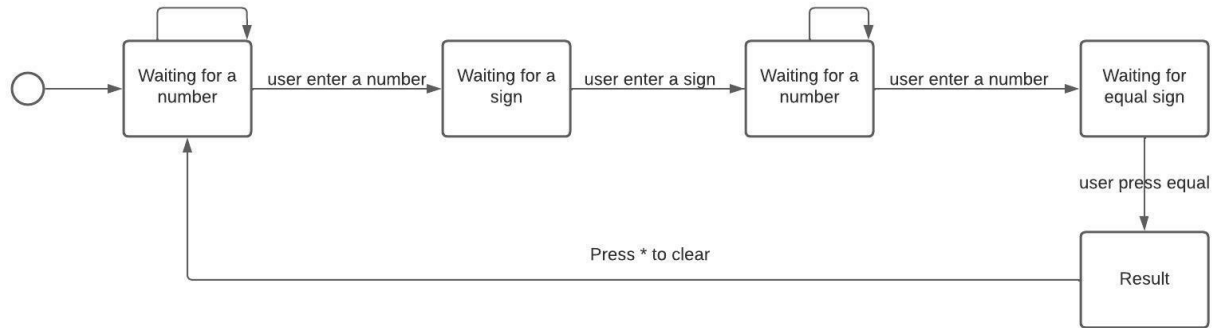 Waiting for a
number
user enter a number
Waiting for a
sign
user enter a sign
Waiting for a
number
user enter a number
Waiting for
equal sign
user press equal
Press * to clear
Result